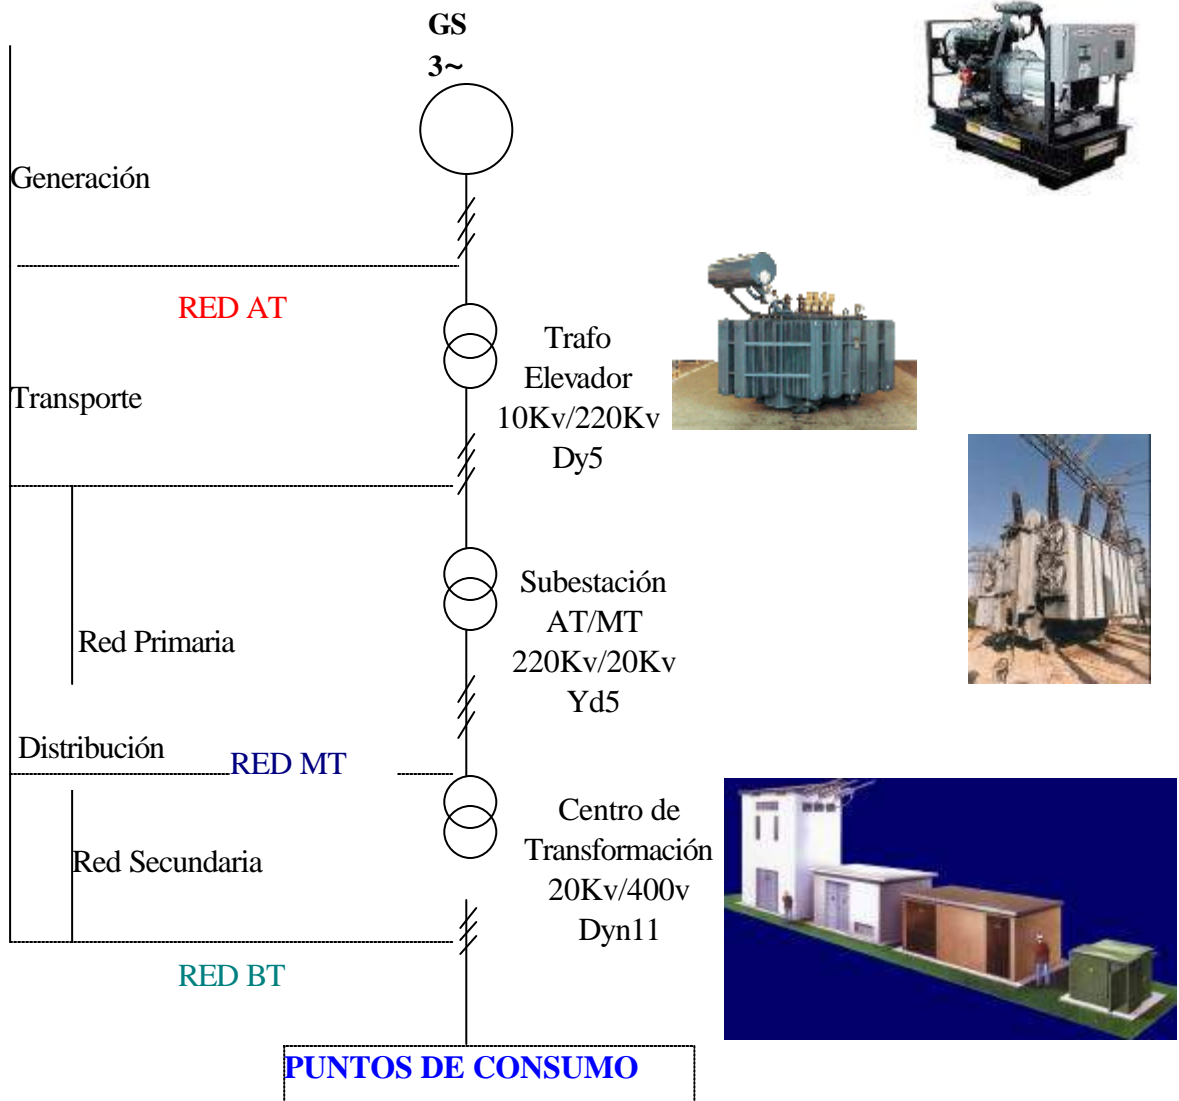 GS
3~
Generación
RED AT
Trafo
Elevador
10Kv/220Kv
Dy5
Transporte
Subestación
AT/MT
220Kv/20Kv
Yd5
Red Primaria
Distribución
RED MT
Centro de
Transformación
20Kv/400v
Dyn11
Red Secundaria
RED BT
PUNTOS DE CONSUMO